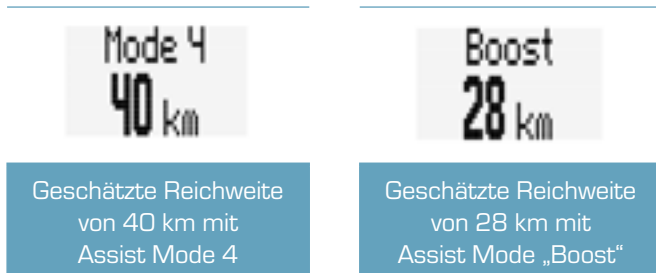 Mode 4
40 km
Geschätzte Reichweite
von 40 km mit
Assist Mode 4
Boost
28 km
Geschätzte Reichweite
von 28 km mit
Assist Mode „Boost“